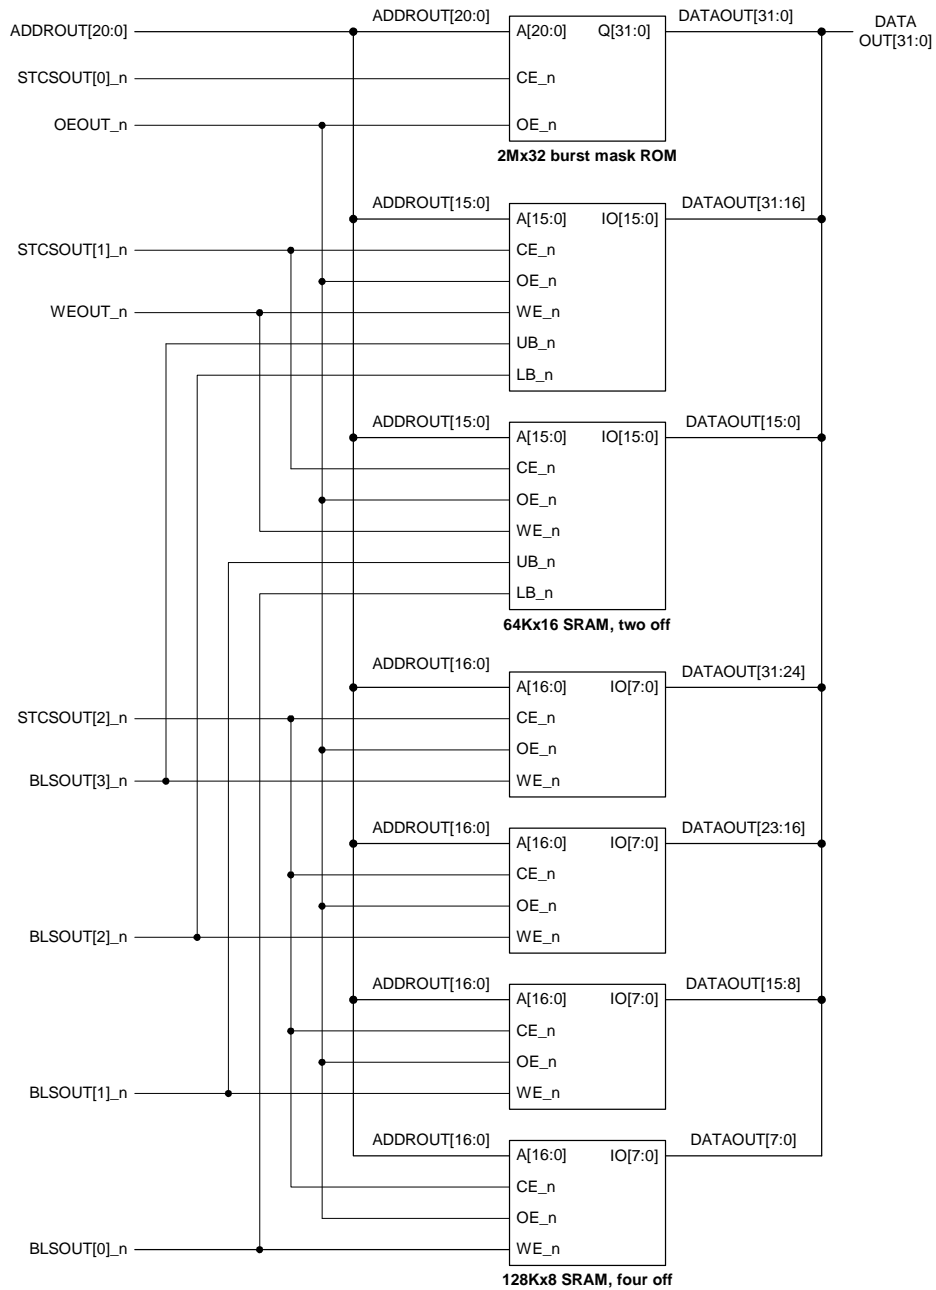 ADDROUT[20:0]
ADDROUT[20:0]
A[20:0] Q[31:0]
DATAOUT[31:0]
DATA
OUT[31:0]
STCSOUT[0]_n
CE_n
OEOUT_n
OE_n
2Mx32 burst mask ROM
ADDROUT[15:0]
A[15:0] IO[15:0]
DATAOUT[31:16]
STCSOUT[1]_n
CE_n
OE_n
WEOUT_n
WE_n
UB_n
LB_n
ADDROUT[15:0]
A[15:0] IO[15:0]
DATAOUT[15:0]
CE_n
OE_n
WE_n
UB_n
LB_n
64Kx16 SRAM, two off
ADDROUT[16:0]
A[16:0] IO[7:0]
DATAOUT[31:24]
STCSOUT[2]_n
CE_n
OE_n
BLSOUT[3]_n
WE_n
ADDROUT[16:0]
A[16:0] IO[7:0]
DATAOUT[23:16]
CE_n
OE_n
BLSOUT[2]_n
WE_n
ADDROUT[16:0]
A[16:0] IO[7:0]
DATAOUT[15:8]
CE_n
OE_n
BLSOUT[1]_n
WE_n
ADDROUT[16:0]
A[16:0] IO[7:0]
DATAOUT[7:0]
CE_n
OE_n
BLSOUT[0]_n
WE_n
128Kx8 SRAM, four off